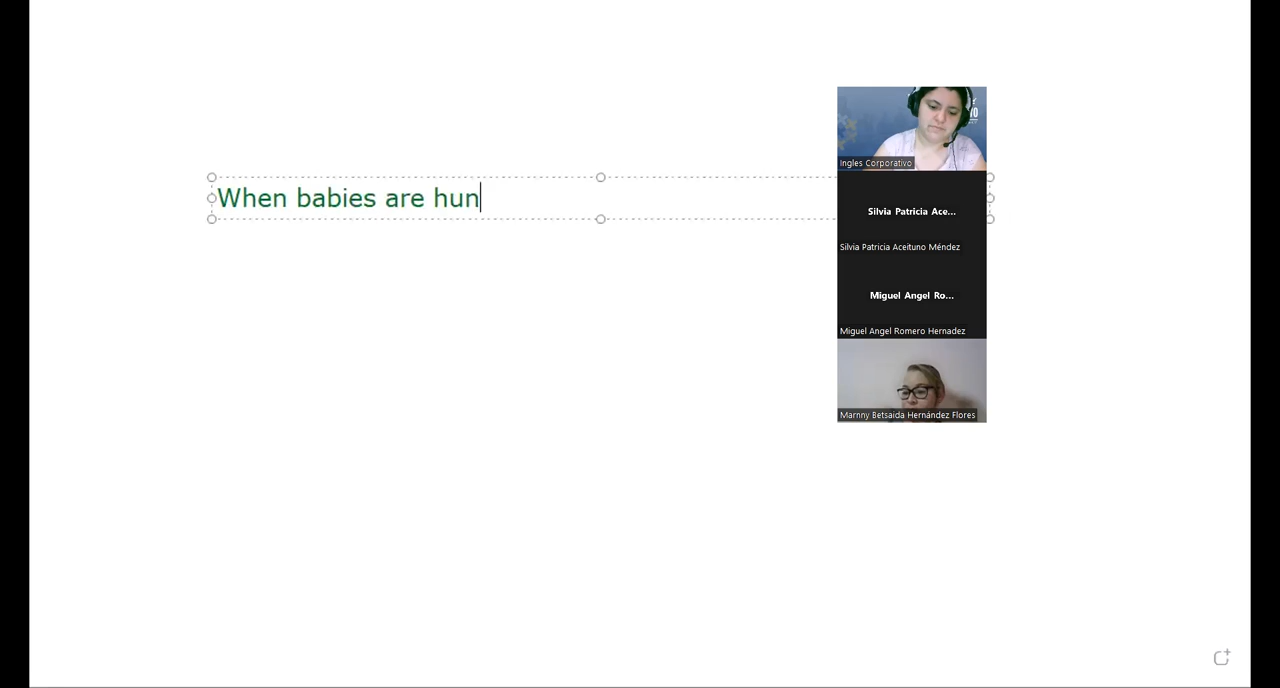 When babies are hun
Ingles Corporativo
Silvia Patricia Ace...
Silvia Patricia Aceituno Méndez
Miguel Angel Ro...
Miguel Angel Romero Hernadez
Marnny Betsaida Hernández Flores